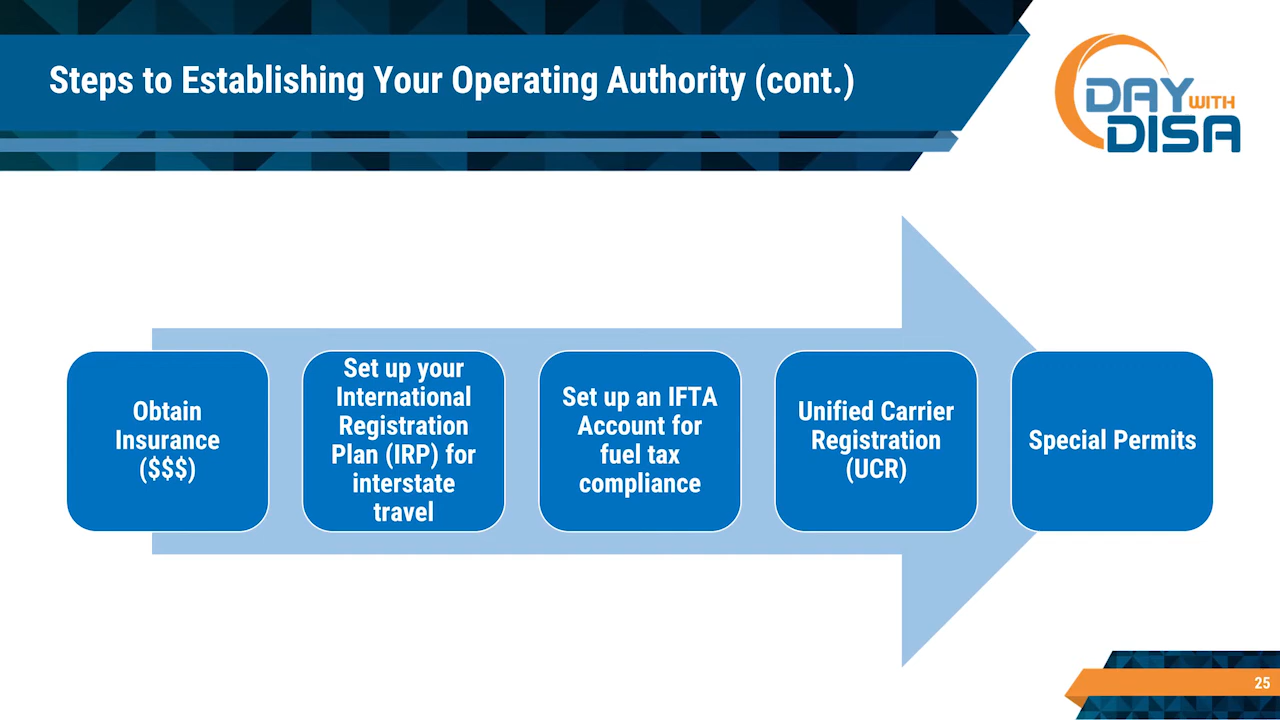 Steps to Establishing Your Operating Authority (cont.)
DAY WITH
DISA
Obtain
Insurance
($$$)
Set up your
International
Registration
Plan (IRP) for
interstate
travel
Set up an IFTA
Account for
fuel tax
compliance
Unified Carrier
Registration
(UCR)
Special Permits
25